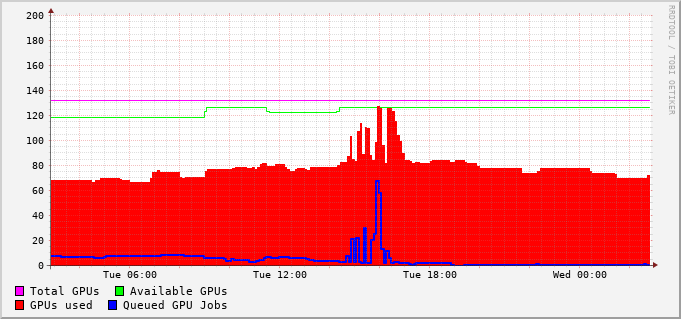 200
180
160
140
120
100
80
60
40
20
0
Tue 06:00 Tue 12:00 Tue 18:00 Wed 00:00
Total GPUs Available GPUs
GPUs used Queued GPU Jobs
RRDTOOL / TOBI OETIKER